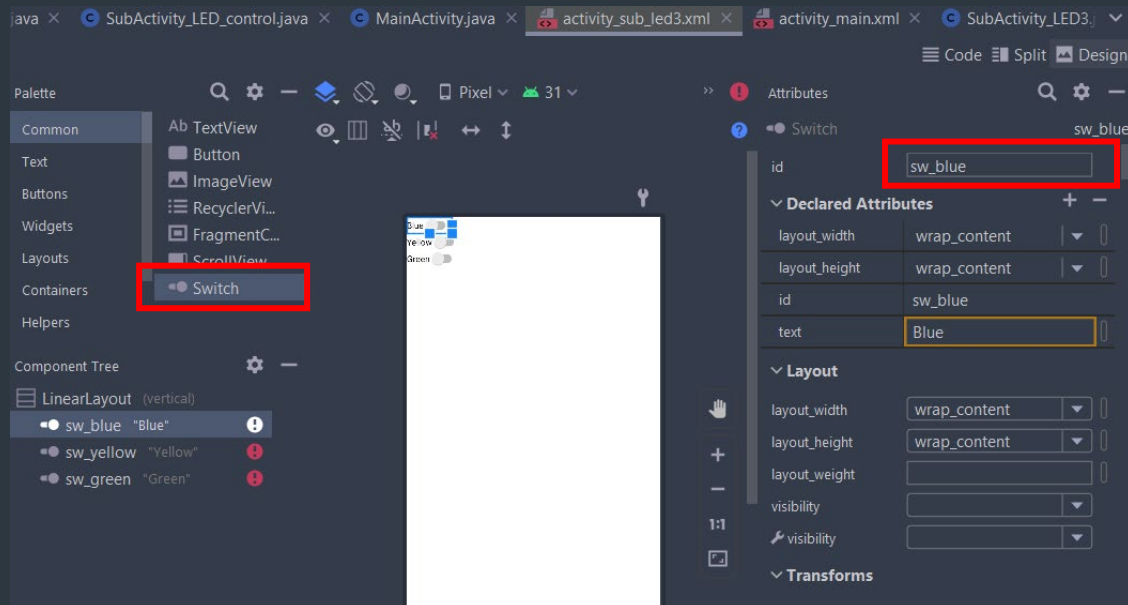 java
SubActivity_LED_control.java
MainActivity.java
activity_sub_led3.xml
activity_main.xml
SubActivity_LED3.j
Code
Split
Design
Palette
Pixel
31
Attributes
Common
Ab TextView
Switch
sw_blue
Text
Button
id
sw_blue
Buttons
ImageView
Declared Attributes
Widgets
RecyclerVi...
layout_width
wrap_content
Layouts
FragmentC...
layout_height
wrap_content
Containers
ScrollView
id
sw_blue
Helpers
Switch
text
Blue
Blue
Yellow
Green
Component Tree
LinearLayout (vertical)
sw_blue "Blue"
sw_yellow "Yellow"
sw_green "Green"
1:1
Layout
layout_width
wrap_content
layout_height
wrap_content
layout_weight
visibility
visibility
Transforms